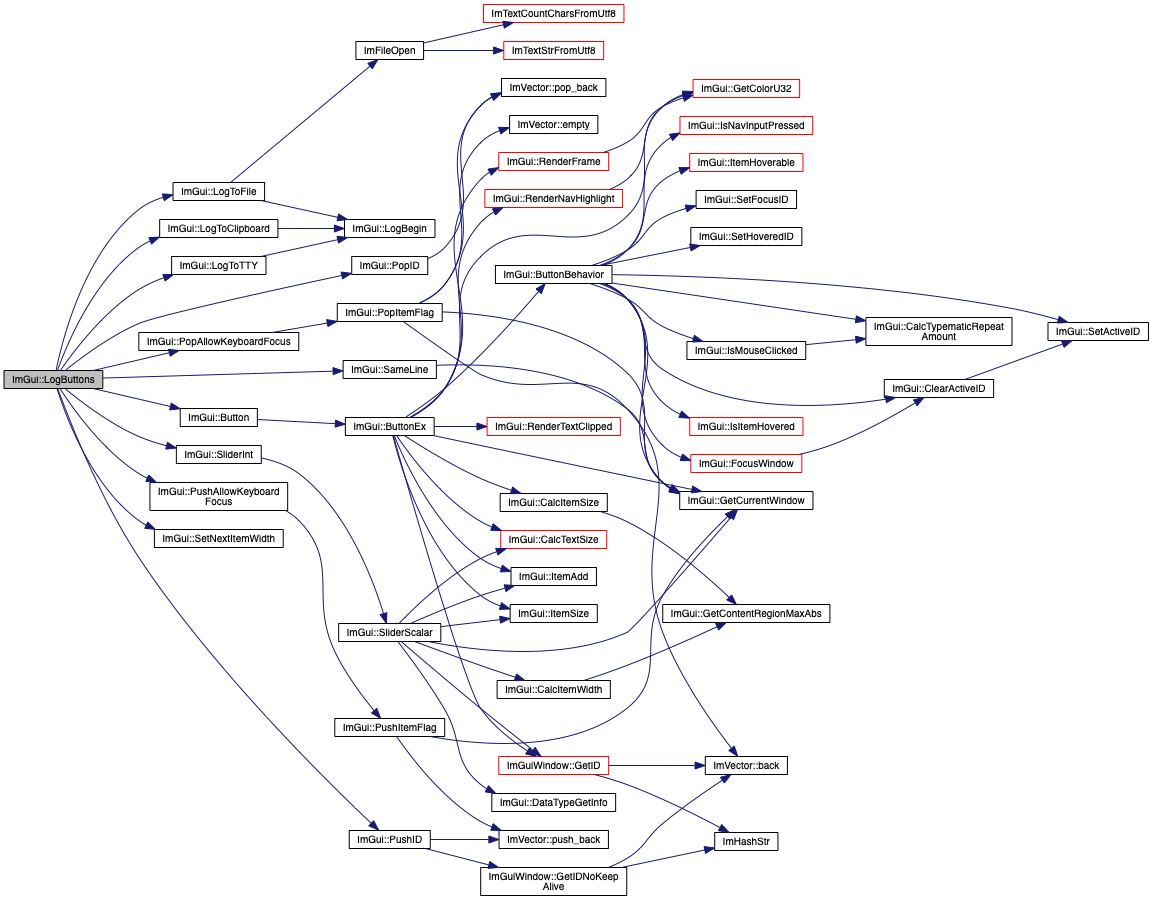 ImTextCountCharsFromUtf8
ImFileOpen
ImTextStrFromUtf8
ImVector::pop_back
ImGui::GetColorU32
ImVector::empty
ImGui::IsNavInputPressed
ImGui::RenderFrame
ImGui::ItemHoverable
ImGui::LogToFile
ImGui::RenderNavHighlight
ImGui::SetFocusID
ImGui::LogToClipboard
ImGui::LogBegin
ImGui::SetHoveredID
ImGui::LogToTTY
ImGui::PopID
ImGui::ButtonBehavior
ImGui::PopItemFlag
ImGui::CalcTypematicRepeat
Amount
ImGui::SetActiveID
ImGui::PopAllowKeyboardFocus
ImGui::IsMouseClicked
ImGui::SameLine
ImGui::LogButtons
ImGui::ClearActiveID
ImGui::Button
ImGui::ButtonEx
ImGui::RenderTextClipped
ImGui::IsItemHovered
ImGui::SliderInt
ImGui::FocusWindow
ImGui::PushAllowKeyboard
Focus
ImGui::CalcItemSize
ImGui::GetCurrentWindow
ImGui::SetNextItemWidth
ImGui::CalcTextSize
ImGui::ItemAdd
ImGui::ItemSize
ImGui::GetContentRegionMaxAbs
ImGui::SliderScalar
ImGui::CalcItemWidth
ImGui::PushItemFlag
ImGuiWindow::GetID
ImVector::back
ImGui::DataTypeGetInfo
ImGui::PushID
ImVector::push_back
ImHashStr
ImGuiWindow::GetIDNoKeep
Alive